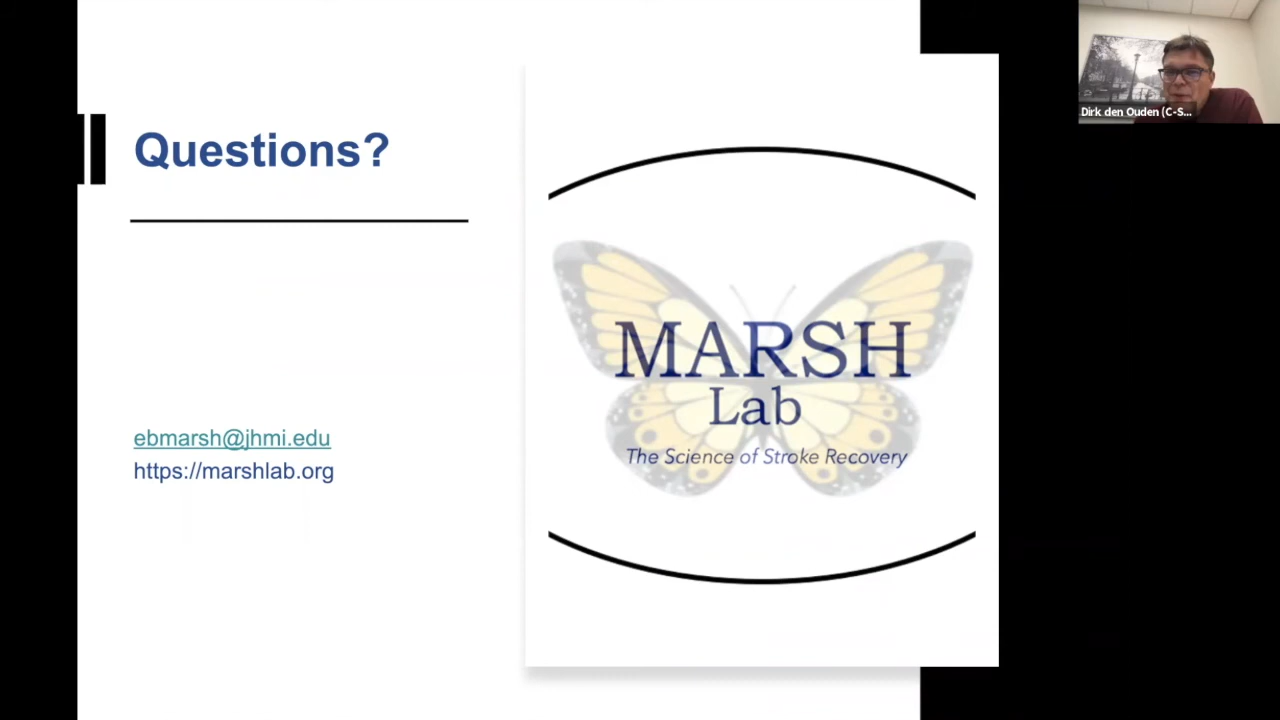 Questions?
ebmarsh@jhmi.edu
https://marshlab.org
MARSH
Lab
The Science of Stroke Recovery
Dirk den Ouden (C-S...